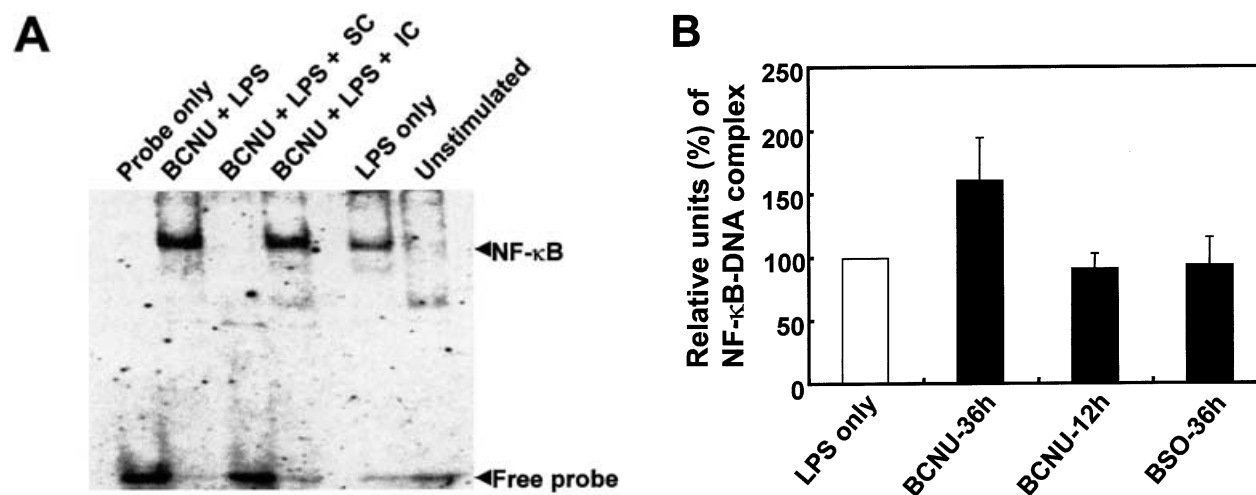 A
Probe only
BCNU + LPS
BCNU + LPS + SC
BCNU + LPS + IC
LPS only
Unstimulated
NF-κB
Free probe
B
Relative units (%) of
NF-κB-DNA complex
250
200
150
100
50
0
LPS only
BCNU-36h
BCNU-12h
BSO-36h